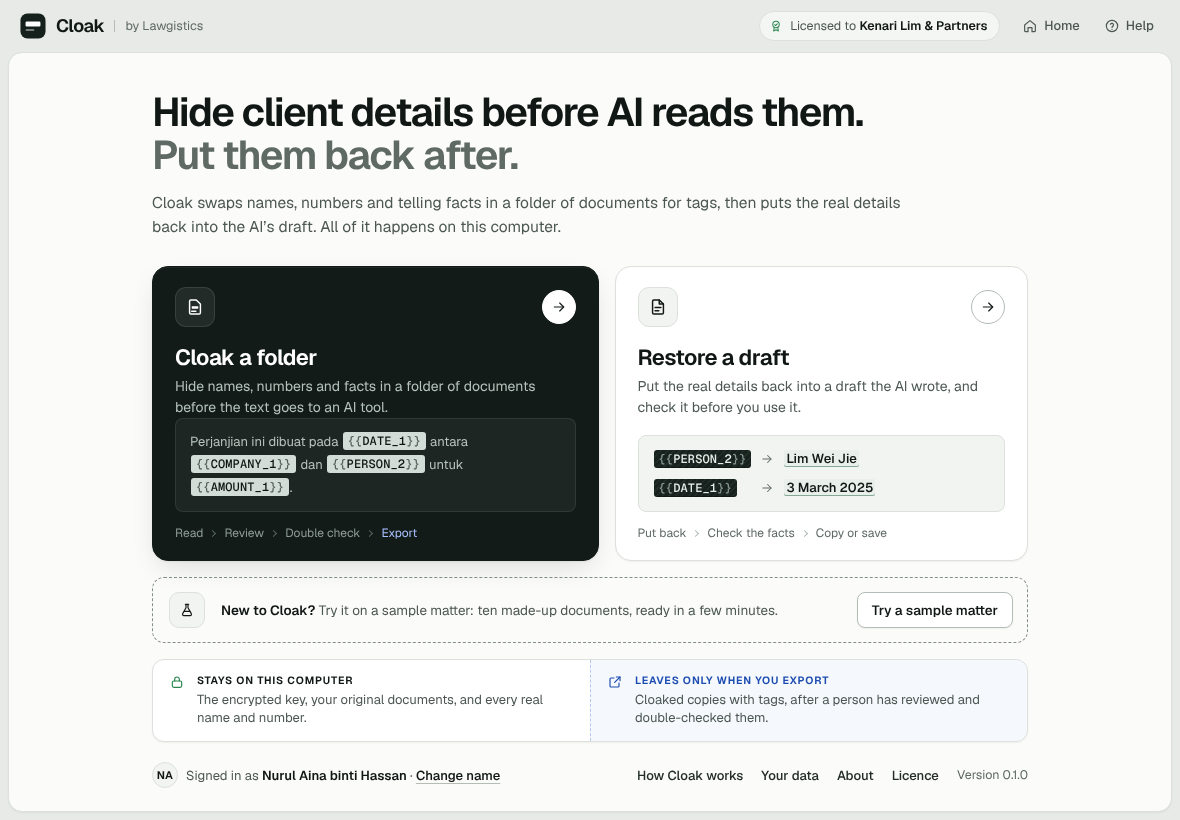 Cloak
by Lawgistics
Licensed to Kenari Lim & Partners
Home
Help
Hide client details before AI reads them.
Put them back after.
Cloak swaps names, numbers and telling facts in a folder of documents for tags, then puts the real details
back into the AI’s draft. All of it happens on this computer.
Cloak a folder
Hide names, numbers and facts in a folder of documents
before the text goes to an AI tool.
Perjanjian ini dibuat pada {{DATE_1}} antara
{{COMPANY_1}} dan {{PERSON_2}} untuk
{{AMOUNT_1}}.
Read > Review > Double check > Export
Restore a draft
Put the real details back into a draft the AI wrote, and
check it before you use it.
{{PERSON_2}} → Lim Wei Jie
{{DATE_1}} → 3 March 2025
Put back > Check the facts > Copy or save
New to Cloak? Try it on a sample matter: ten made-up documents, ready in a few minutes.
Try a sample matter
STAYS ON THIS COMPUTER
The encrypted key, your original documents, and every real
name and number.
LEAVES ONLY WHEN YOU EXPORT
Cloaked copies with tags, after a person has reviewed and
double-checked them.
NA
Signed in as Nurul Aina binti Hassan · Change name
How Cloak works
Your data
About
Licence
Version 0.1.0